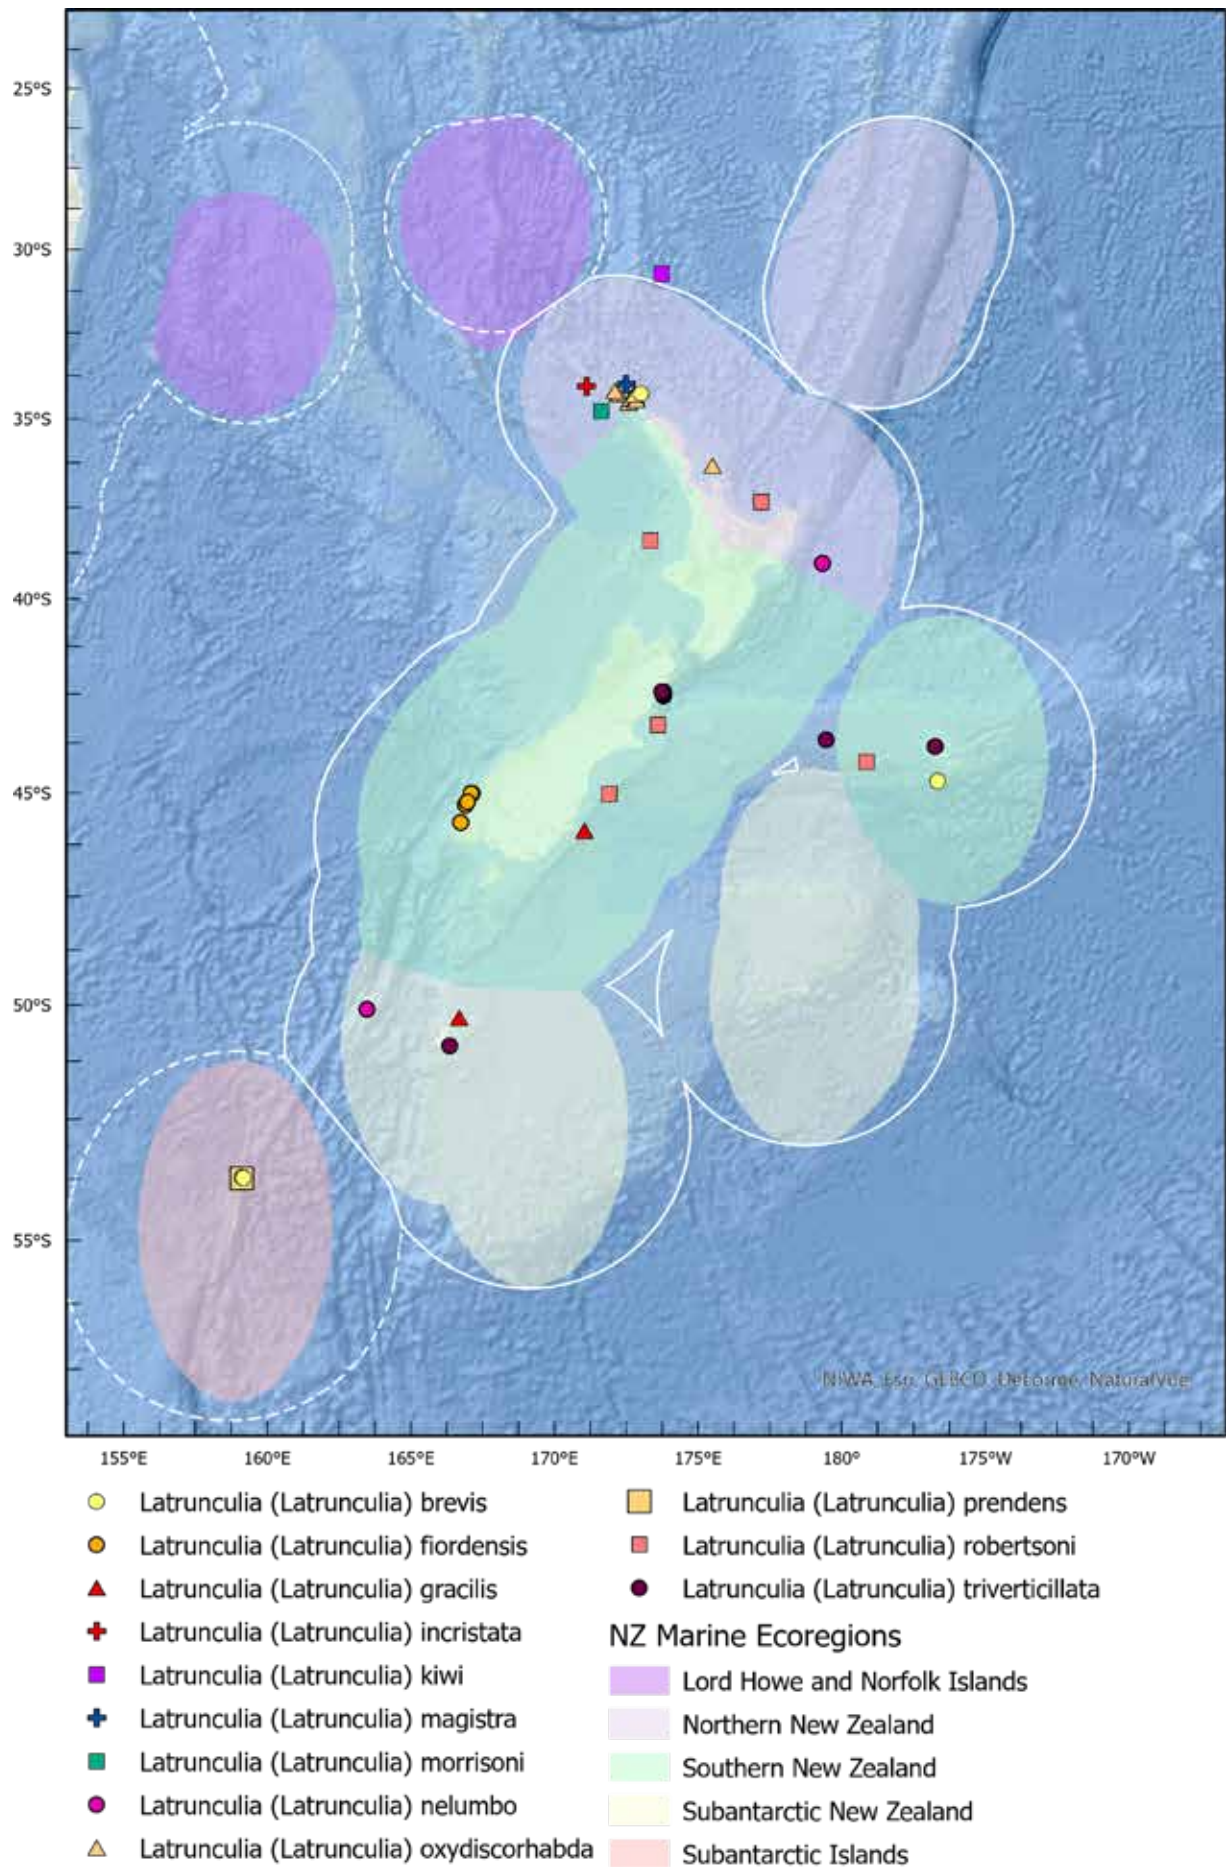 25°S
30°S
35°S
40°S
45°S
50°S
55°S
NIWA, Esri, GEBCO, DeLorme, NaturalVue
155°E 160°E 165°E 170°E 175°E 180° 175°W 170°W
Latrunculia (Latrunculia) brevis
Latrunculia (Latrunculia) fiordensis
Latrunculia (Latrunculia) gracilis
Latrunculia (Latrunculia) incristata
Latrunculia (Latrunculia) kiwi
Latrunculia (Latrunculia) magistra
Latrunculia (Latrunculia) morrisoni
Latrunculia (Latrunculia) nelumbo
Latrunculia (Latrunculia) oxydiscorhabda
Latrunculia (Latrunculia) prendens
Latrunculia (Latrunculia) robertsoni
Latrunculia (Latrunculia) triverticillata
NZ Marine Ecoregions
Lord Howe and Norfolk Islands
Northern New Zealand
Southern New Zealand
Subantarctic New Zealand
Subantarctic Islands